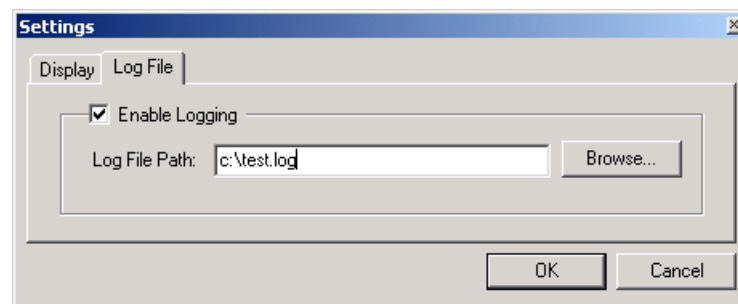 Settings
Display Log File
Enable Logging
Log File Path: c:\test.log Browse...
OK Cancel